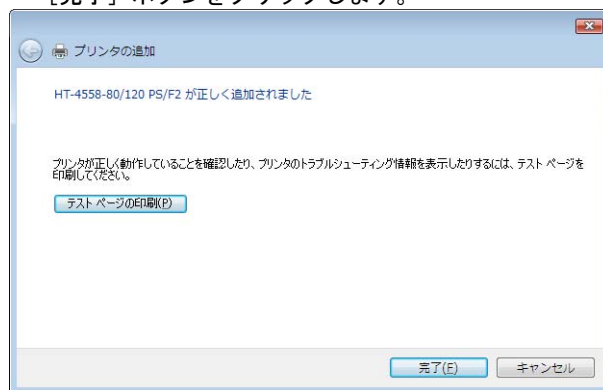 [完了] ボタンをクリックします。
プリンタの追加
HT-4558-80/120 PS/F2 が正しく追加されました
プリンタが正しく動作していることを確認したり、プリンタのトラブルシューティング情報を表示したりするには、テスト ページを
印刷してください。
テスト ページの印刷(P)
完了(F) キャンセル